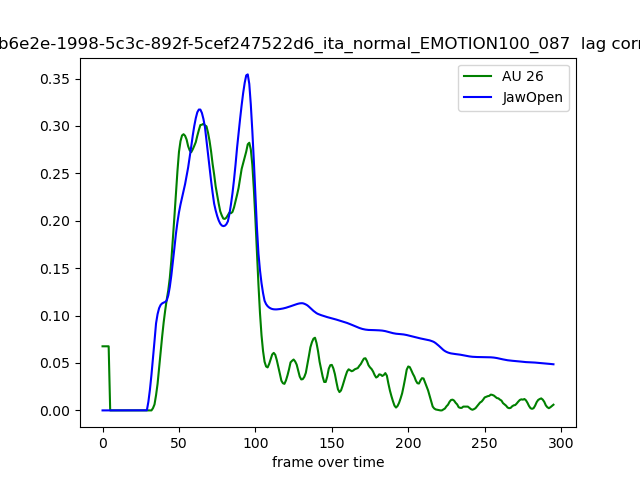 b6e2e-1998-5c3c-892f-5cef247522d6_ita_normal_EMOTION100_087 lag corr
AU 26
JawOpen
0.35
0.30
0.25
0.20
0.15
0.10
0.05
0.00
0 50 100 150 200 250 300
frame over time